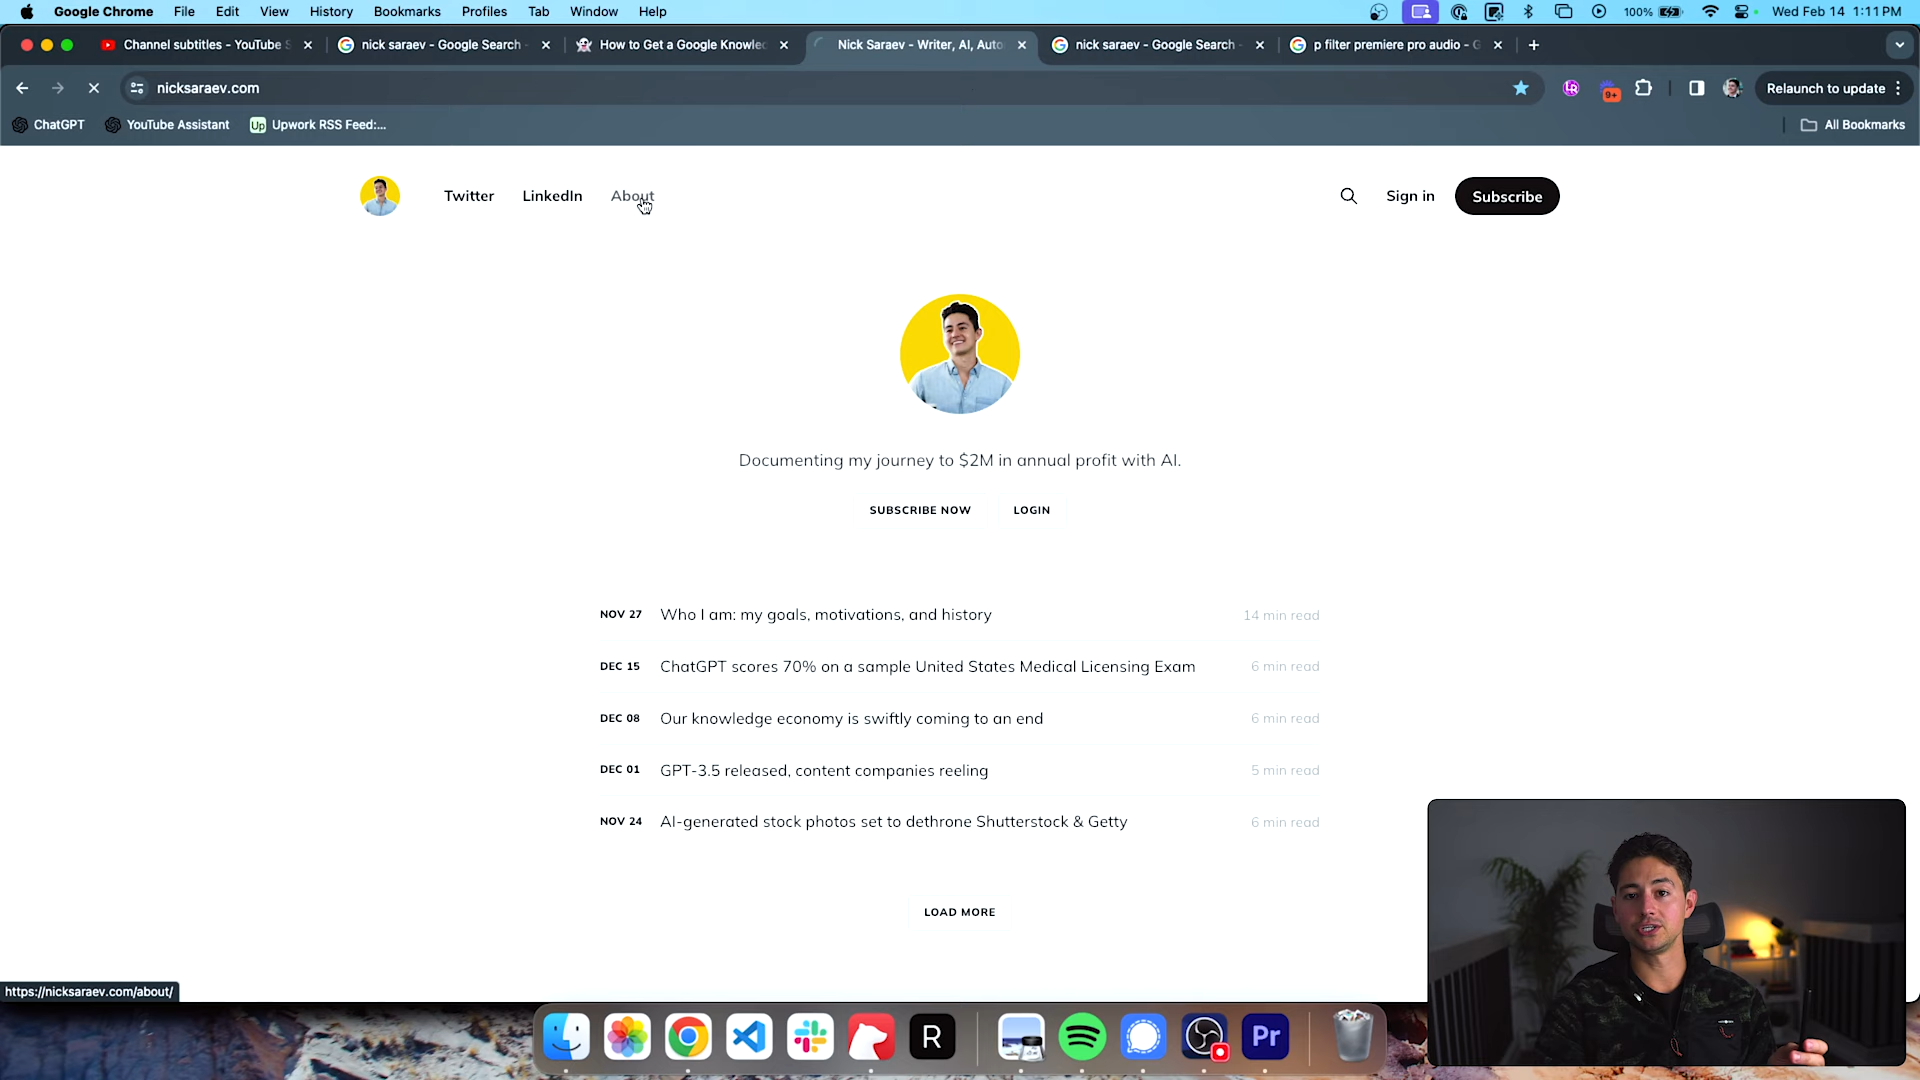 Google Chrome File Edit View History Bookmarks Profiles Tab Window Help 100% Wed Feb 14 1:11 PM
Channel subtitles - YouTube S nick saraev - Google Search - How to Get a Google Knowled Nick Saraev - Writer, AI, Auto nick saraev - Google Search - p filter premiere pro audio - G
nicksaraev.com 9+ Relaunch to update
ChatGPT YouTube Assistant Up Upwork RSS Feed:... All Bookmarks
Twitter LinkedIn About Sign in Subscribe
Documenting my journey to $2M in annual profit with AI.
SUBSCRIBE NOW LOGIN
NOV 27 Who I am: my goals, motivations, and history 14 min read
DEC 15 ChatGPT scores 70% on a sample United States Medical Licensing Exam 6 min read
DEC 08 Our knowledge economy is swiftly coming to an end 6 min read
DEC 01 GPT-3.5 released, content companies reeling 5 min read
NOV 24 AI-generated stock photos set to dethrone Shutterstock & Getty 6 min read
LOAD MORE
https://nicksaraev.com/about/
R Pr